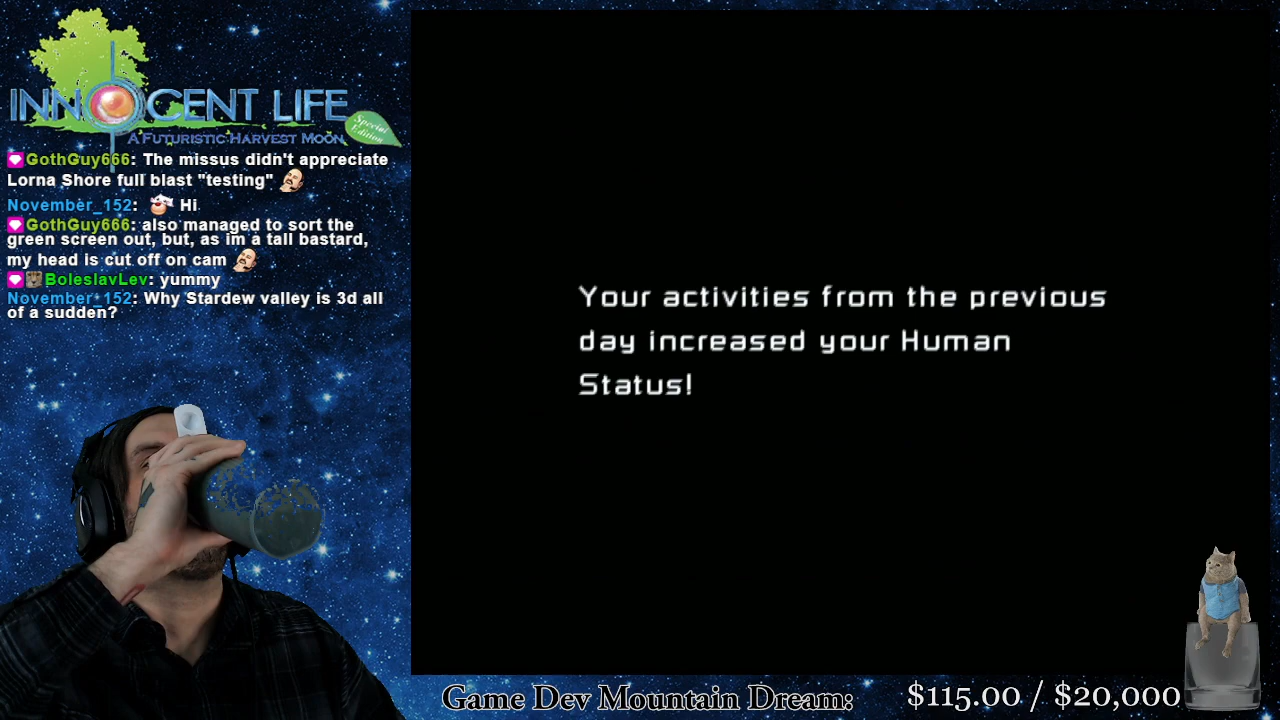 INNOCENT LIFE
Special
Edition
A FUTURISTIC HARVEST MOON
GothGuy666: The missus didn't appreciate
Lorna Shore full blast "testing"
November_152: Hi
GothGuy666: also managed to sort the
green screen out, but, as im a tall bastard,
my head is cut off on cam
BoleslavLev: yummy
November_152: Why Stardew valley is 3d all
of a sudden?
Your activities from the previous
day increased your Human
Status!
Game Dev Mountain Dream: $115.00 / $20,000